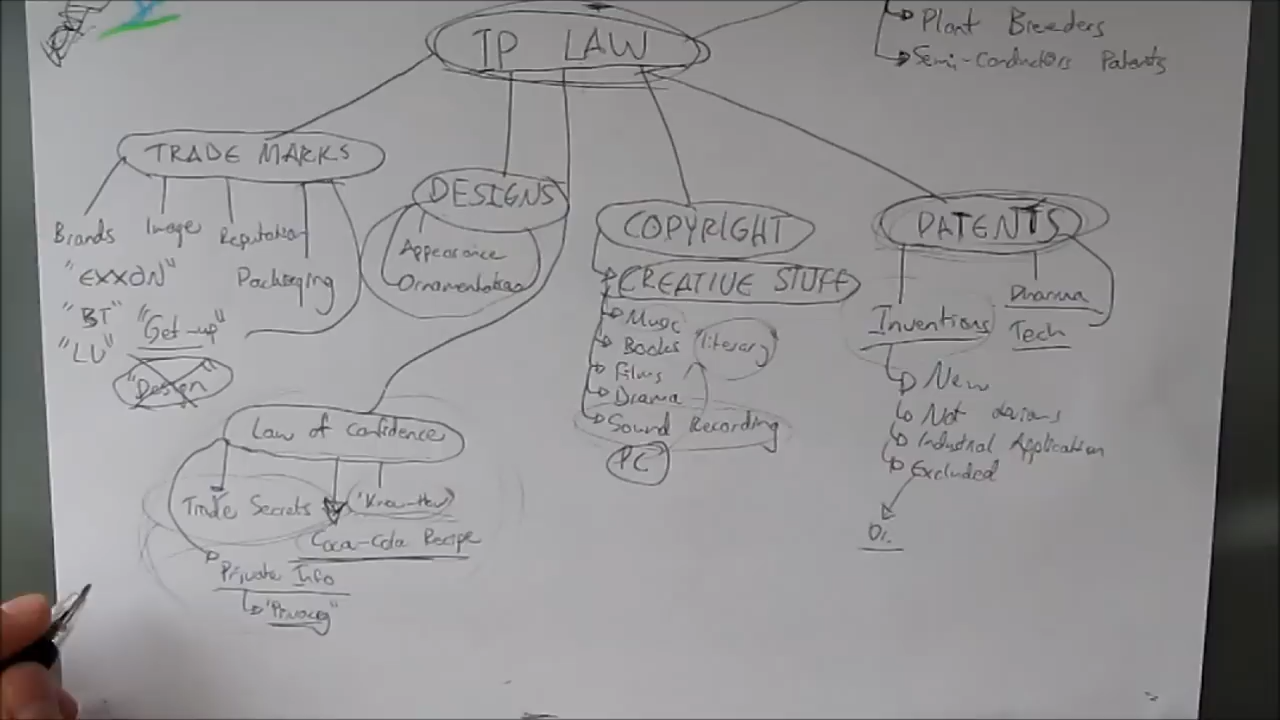 IP LAW
Plant Breeders
Semi-Conductors Patents
TRADE MARKS
Brands
Image
Reputation
Packaging
"EXXON"
"BT"
"LV"
"Get-up"
"Design"
DESIGNS
Appearance
Ornamentation
Law of Confidence
Trade Secrets
"Know-How"
Coca-Cola Recipe
Private Info
"Privacy"
COPYRIGHT
CREATIVE STUFF
Music
Books
"literary"
Films
Drama
Sound Recording
PC
PATENTS
Inventions
Pharma
Tech
New
Not
Industrial Application
Excluded